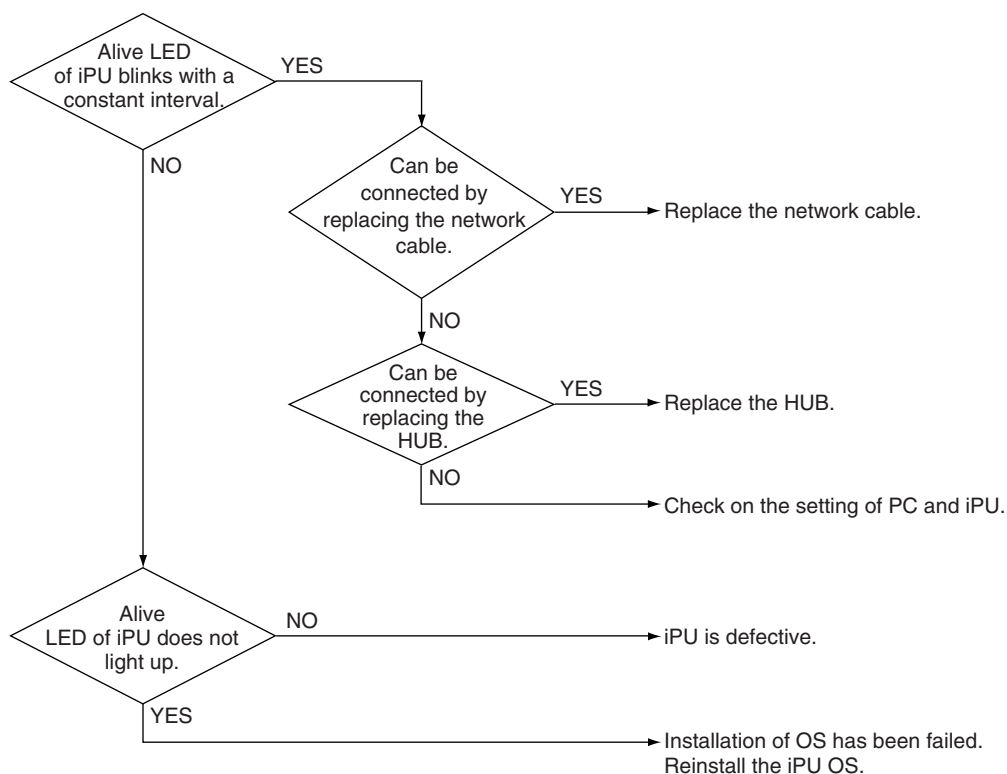 Alive LED
of iPU blinks with a
constant interval.
YES
NO
Can be
connected by
replacing the network
cable.
YES
Replace the network cable.
NO
Can be
connected by
replacing the
HUB.
YES
Replace the HUB.
NO
Check on the setting of PC and iPU.
Alive
LED of iPU does not
light up.
NO
iPU is defective.
YES
Installation of OS has been failed.
Reinstall the iPU OS.